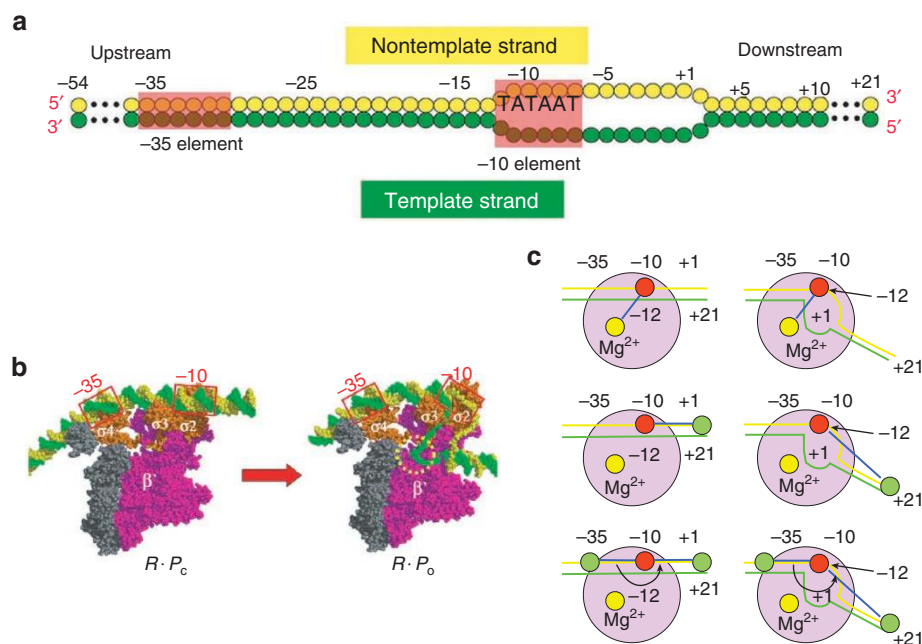 a
Upstream
Nontemplate strand
Downstream
−54 −35 −25 −15 −10 −5 +1 +5 +10 +21
5′ TATAAT 3′
3′ 5′
−35 element
−10 element
Template strand
b
−35 −10
σ4 σ3 σ2
β′
R · Pc
−35 −10
σ4 σ3 σ2
β′
R · Po
c
−35 −10 +1
−12
+21
Mg2+
−35 −10
−12
+1
Mg2+
+21
−35 −10 +1
−12
+21
Mg2+
−35 −10
−12
+1
Mg2+
+21
−35 −10 +1
−12
+21
Mg2+
−35 −10
−12
+1
Mg2+
+21